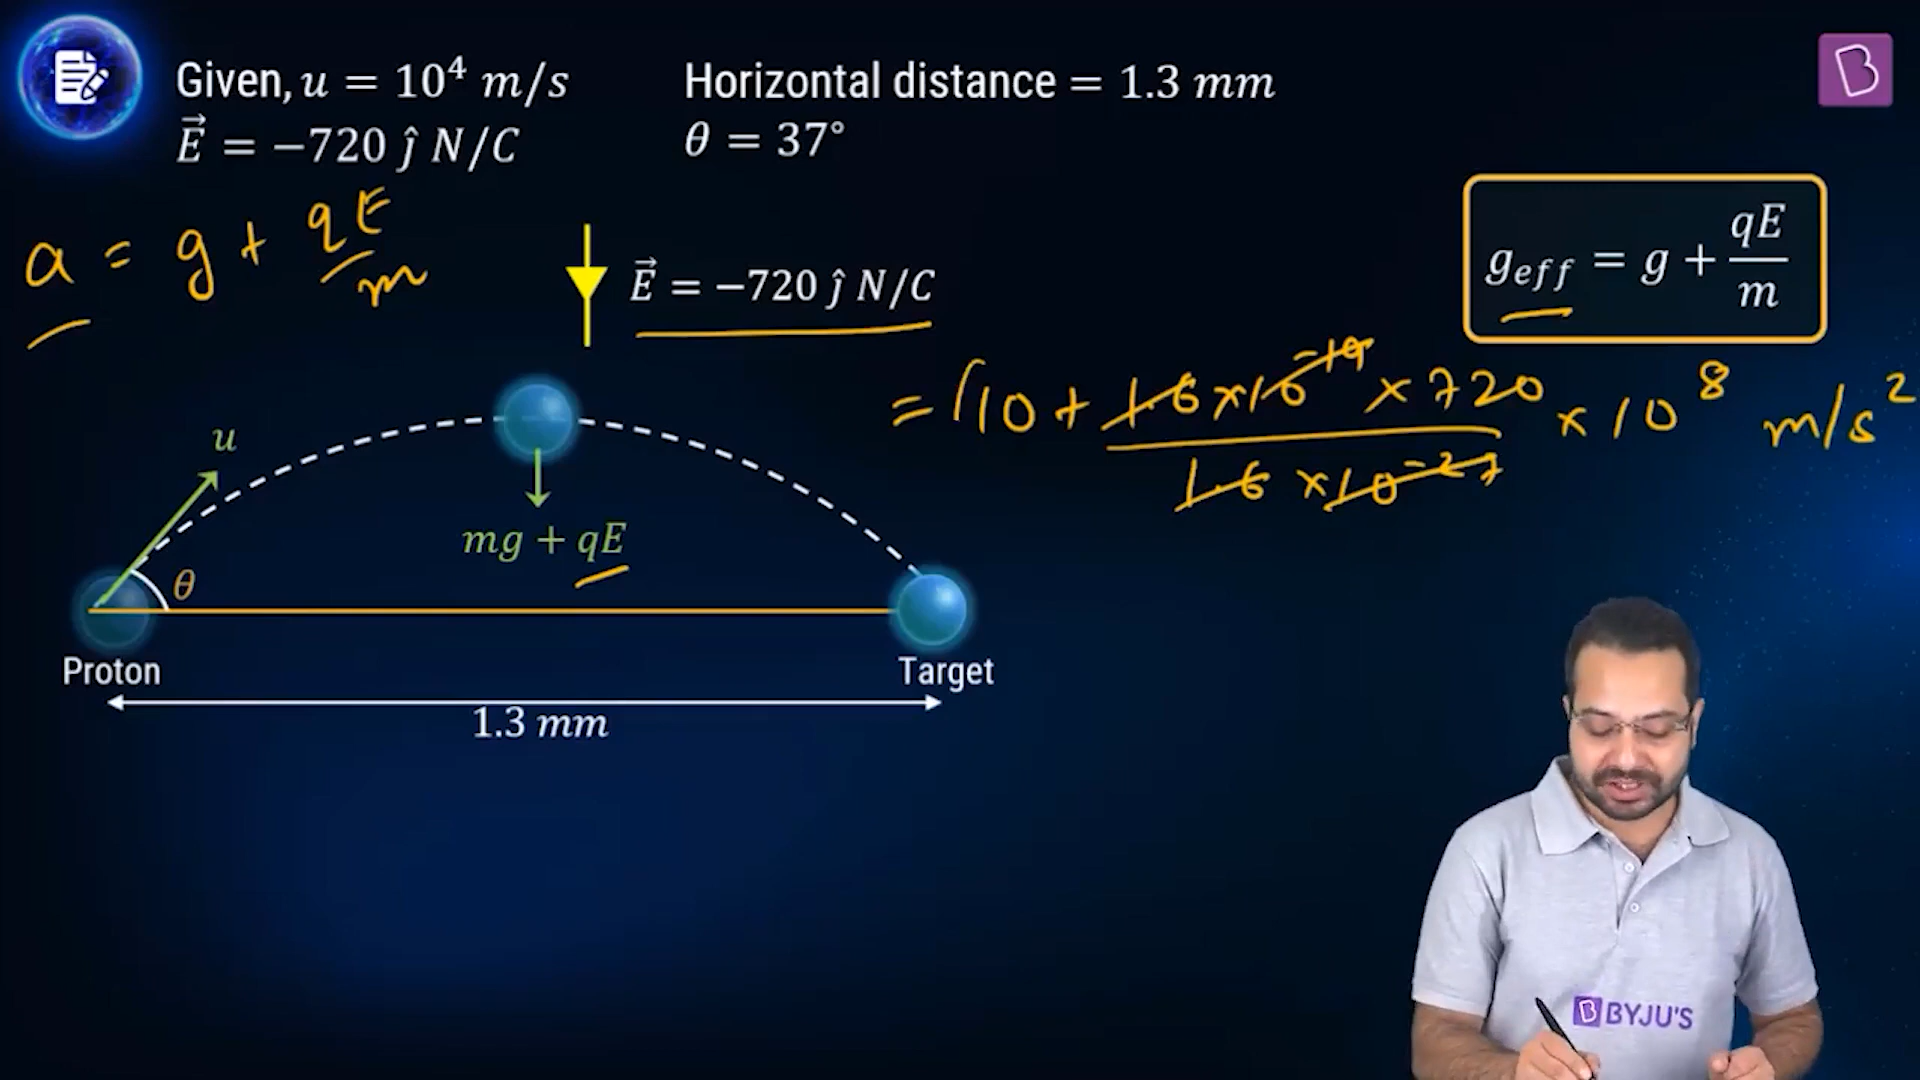 Given, u = 10⁴ m/s
Horizontal distance = 1.3 mm
E⃗ = −720 ĵ N/C
θ = 37°
a = g + qE/m
E⃗ = −720 ĵ N/C
g_eff = g + qE/m
= (10 + 1.6×10⁻¹⁹ × 720 / 1.6 ×10⁻²⁷ × 10⁸ m/s²
u
mg + qE
θ
Proton
Target
1.3 mm
BYJU'S